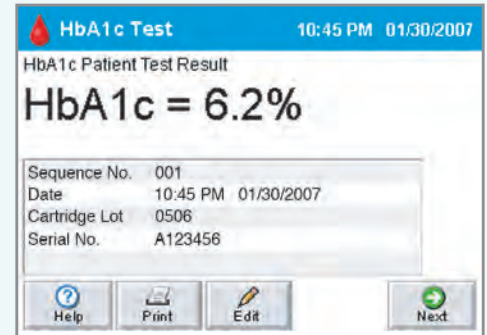 HbA1c Test 10:45 PM 01/30/2007
HbA1c Patient Test Result
HbA1c = 6.2%
Sequence No. 001
Date 10:45 PM 01/30/2007
Cartridge Lot 0506
Serial No. A123456
Help Print Edit Next